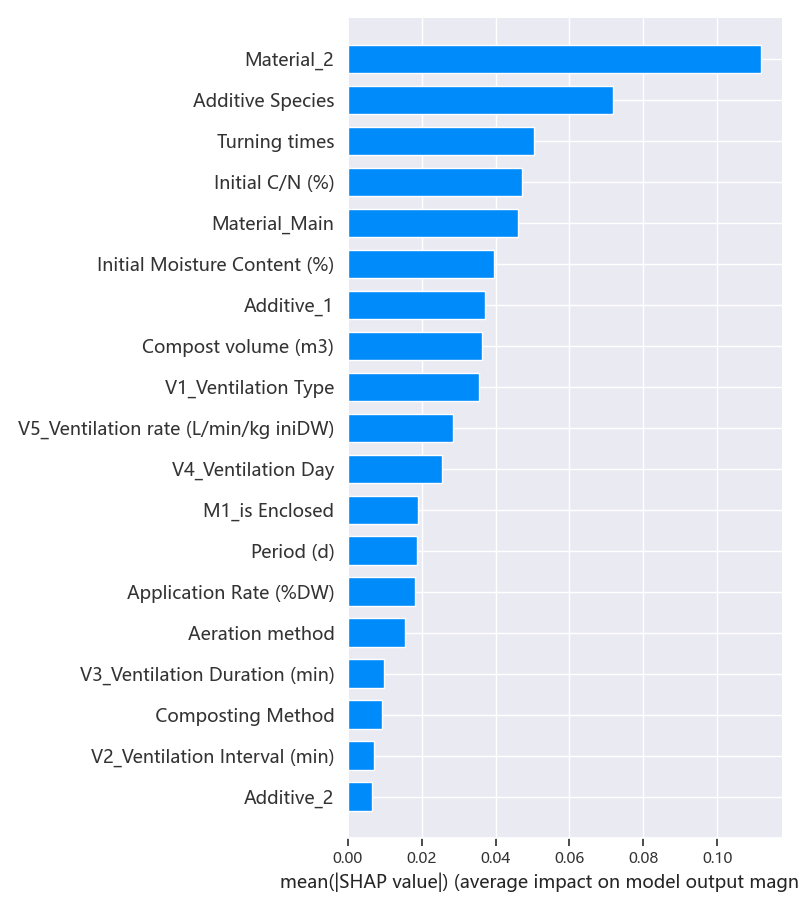 Material_2
Additive Species
Turning times
Initial C/N (%)
Material_Main
Initial Moisture Content (%)
Additive_1
Compost volume (m3)
V1_Ventilation Type
V5_Ventilation rate (L/min/kg iniDW)
V4_Ventilation Day
M1_is Enclosed
Period (d)
Application Rate (%DW)
Aeration method
V3_Ventilation Duration (min)
Composting Method
V2_Ventilation Interval (min)
Additive_2
0.00 0.02 0.04 0.06 0.08 0.10
mean(|SHAP value|) (average impact on model output magn